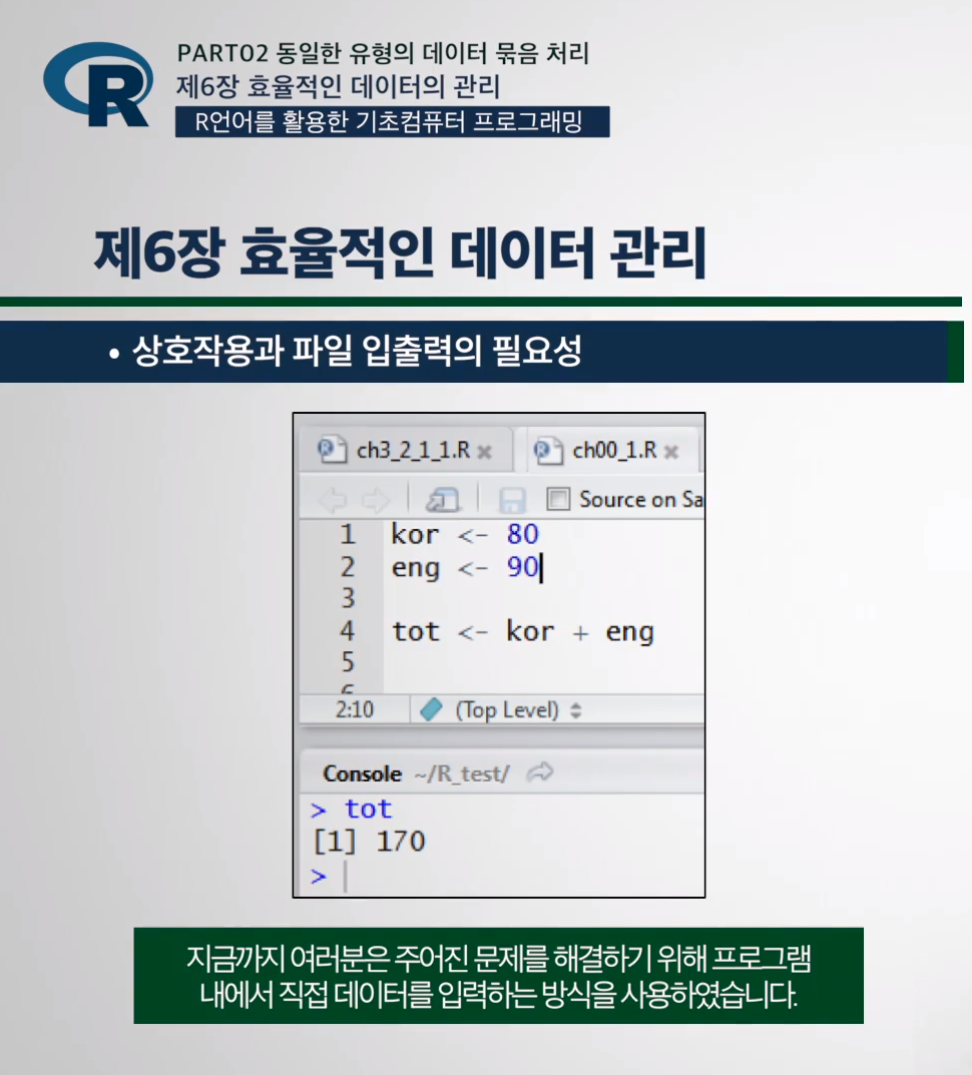 R
PART02 동일한 유형의 데이터 묶음 처리
제6장 효율적인 데이터의 관리
R언어를 활용한 기초컴퓨터 프로그래밍
제6장 효율적인 데이터 관리
• 상호작용과 파일 입출력의 필요성
ch3_2_1_1.R × ch00_1.R ×
Source on Sa
1 kor <- 80
2 eng <- 90
3
4 tot <- kor + eng
5
6
2:10 (Top Level)
Console ~/R_test/
> tot
[1] 170
>
지금까지 여러분은 주어진 문제를 해결하기 위해 프로그램
내에서 직접 데이터를 입력하는 방식을 사용하였습니다.